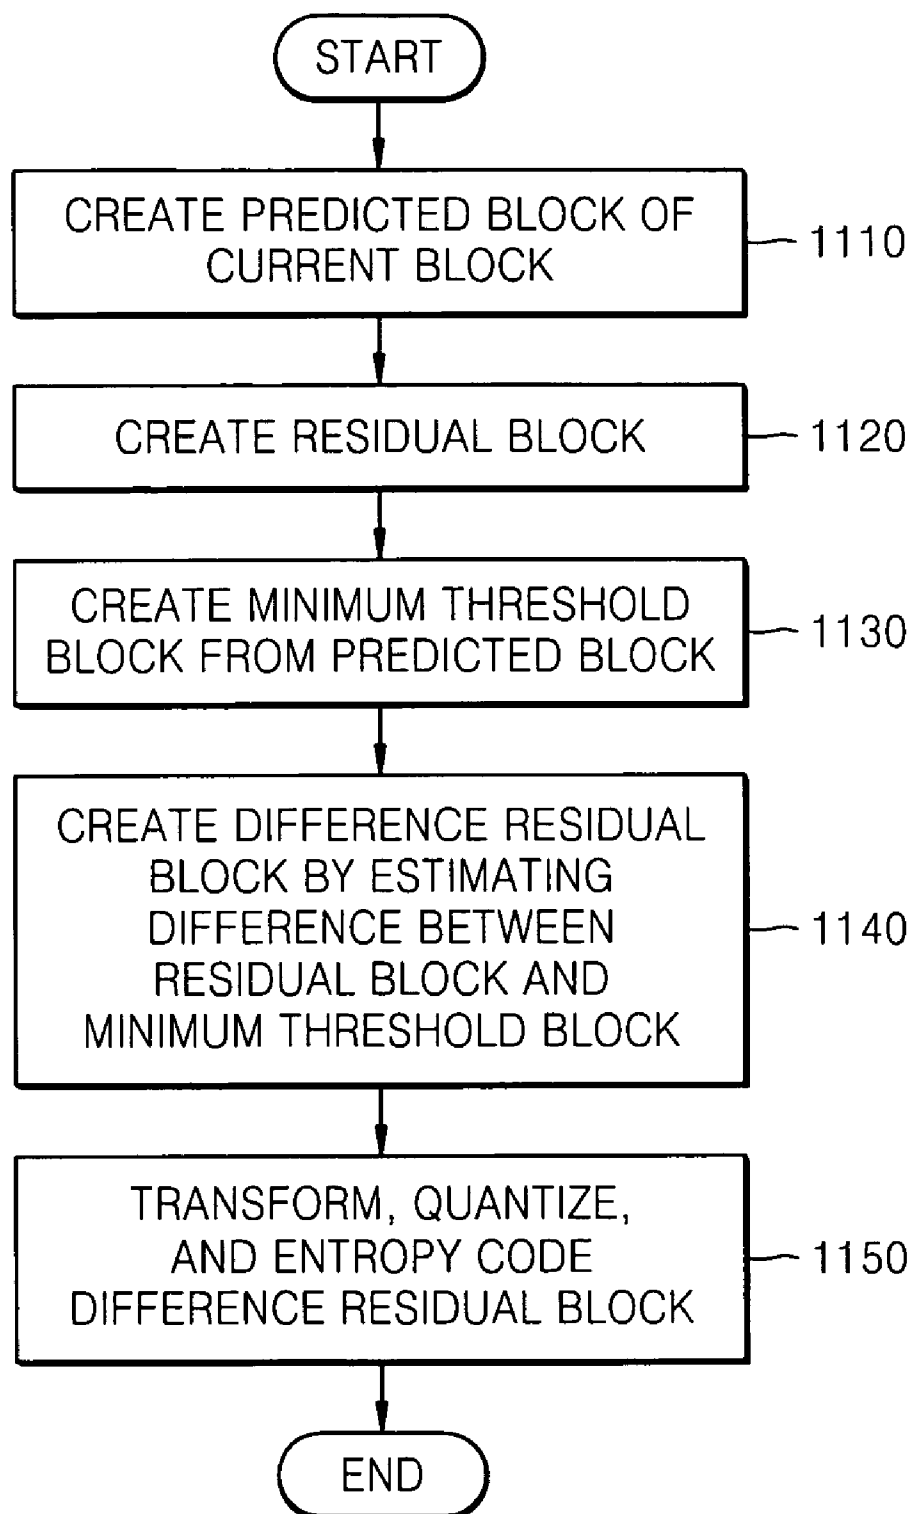 START
CREATE PREDICTED BLOCK OF
CURRENT BLOCK
1110
CREATE RESIDUAL BLOCK
1120
CREATE MINIMUM THRESHOLD
BLOCK FROM PREDICTED BLOCK
1130
CREATE DIFFERENCE RESIDUAL
BLOCK BY ESTIMATING
DIFFERENCE BETWEEN
RESIDUAL BLOCK AND
MINIMUM THRESHOLD BLOCK
1140
TRANSFORM, QUANTIZE,
AND ENTROPY CODE
DIFFERENCE RESIDUAL BLOCK
1150
END